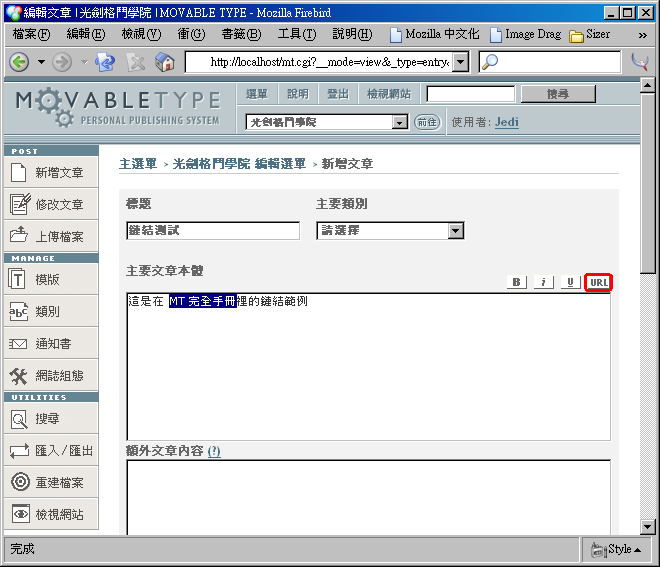 編輯文章 | 光劍格鬥學院 | MOVABLE TYPE - Mozilla Firebird
檔案(F) 編輯(E) 檢視(V) 衝(G) 書籤(B) 工具(T) 說明(H) Mozilla 中文化 Image Drag Sizer »
http://localhost/mt.cgi?__mode=view&_type=entry&
MOVABLETYPE
PERSONAL PUBLISHING SYSTEM
選單 說明 登出 檢視網站 搜尋
光劍格鬥學院 前往 使用者: Jedi
POST
新增文章
修改文章
上傳檔案
MANAGE
模版
類別
通知書
網誌組態
UTILITIES
搜尋
匯入/匯出
重建檔案
檢視網站
主選單 > 光劍格鬥學院 編輯選單 > 新增文章
標題 主要類別
鏈結測試 請選擇
主要文章本體
B i U URL
這是在 MT 完全手冊裡的鏈結範例
額外文章內容 (?)
完成 Style